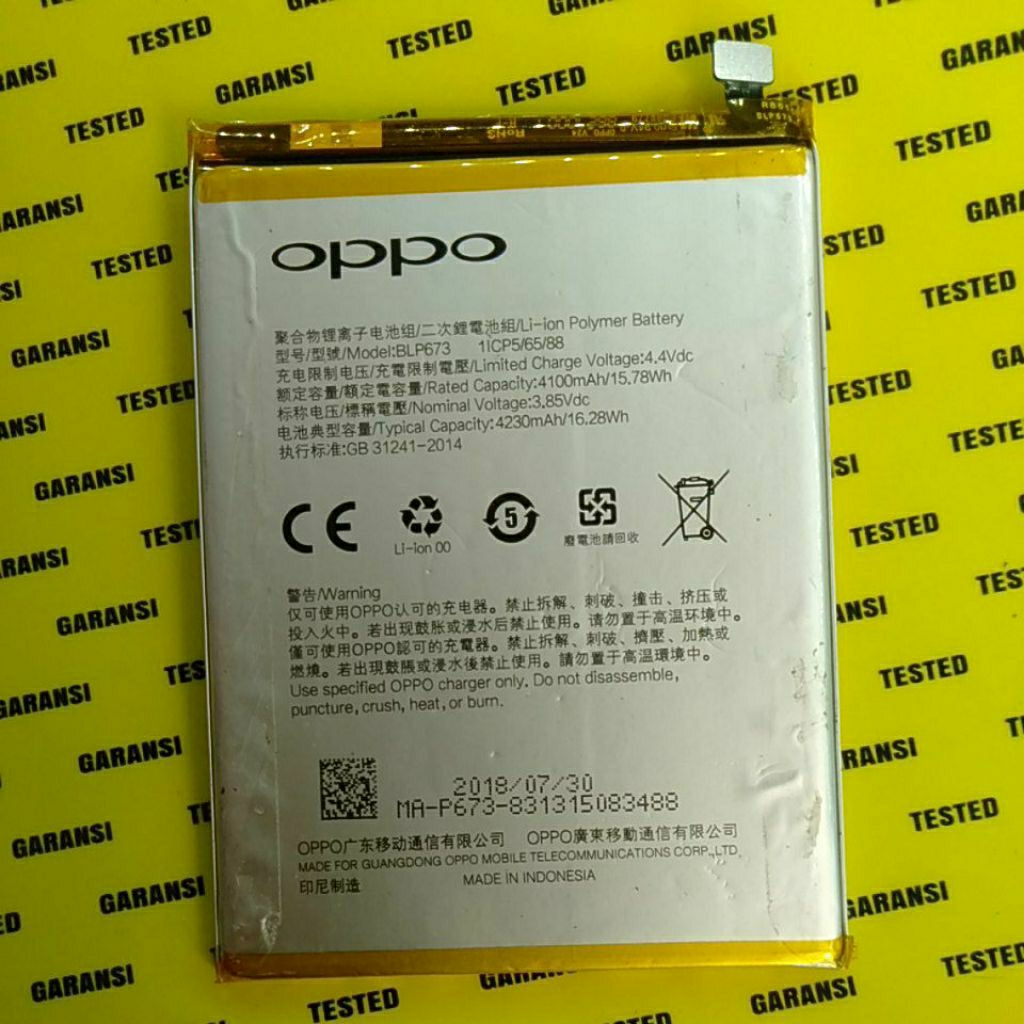 oppo
聚合物锂离子电池组/二次鋰電池組/Li-ion Polymer Battery
型号/型號/Model:BLP673 1ICP5/65/88
充电限制电压/充電限制電壓/Limited Charge Voltage:4.4Vdc
额定容量/額定電容量/Rated Capacity:4100mAh/15.78Wh
标称电压/標稱電壓/Nominal Voltage:3.85Vdc
电池典型容量/Typical Capacity:4230mAh/16.28Wh
执行标准:GB 31241-2014
CE
Li-ion 00
5
廢電池請回收
警告/Warning
仅可使用OPPO认可的充电器。禁止拆解、刺破、撞击、挤压或
投入火中。若出现鼓胀或浸水后禁止使用。请勿置于高温环境中。
僅可使用OPPO認可的充電器。禁止拆解、刺破、擠壓、加熱或
燃燒。若出現鼓脹或浸水後禁止使用。請勿置于高溫環境中。
Use specified OPPO charger only. Do not disassemble,
puncture, crush, heat, or burn.
2018/07/30
MA-P673-831315083488
OPPO广东移动通信有限公司 OPPO廣東移動通信有限公司
MADE FOR GUANGDONG OPPO MOBILE TELECOMMUNICATIONS CORP.,LTD.
印尼制造 MADE IN INDONESIA
GARANSI
TESTED